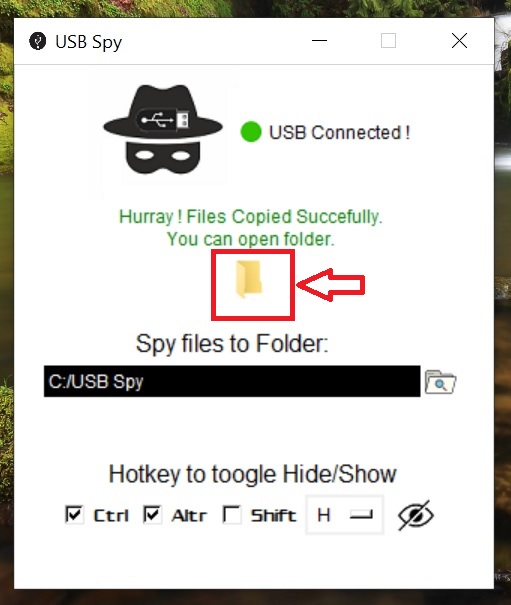 USB Spy
USB Connected !
Hurray ! Files Copied Succefully.
You can open folder.
Spy files to Folder:
C:/USB Spy
Hotkey to toogle Hide/Show
Ctrl Altr Shift H